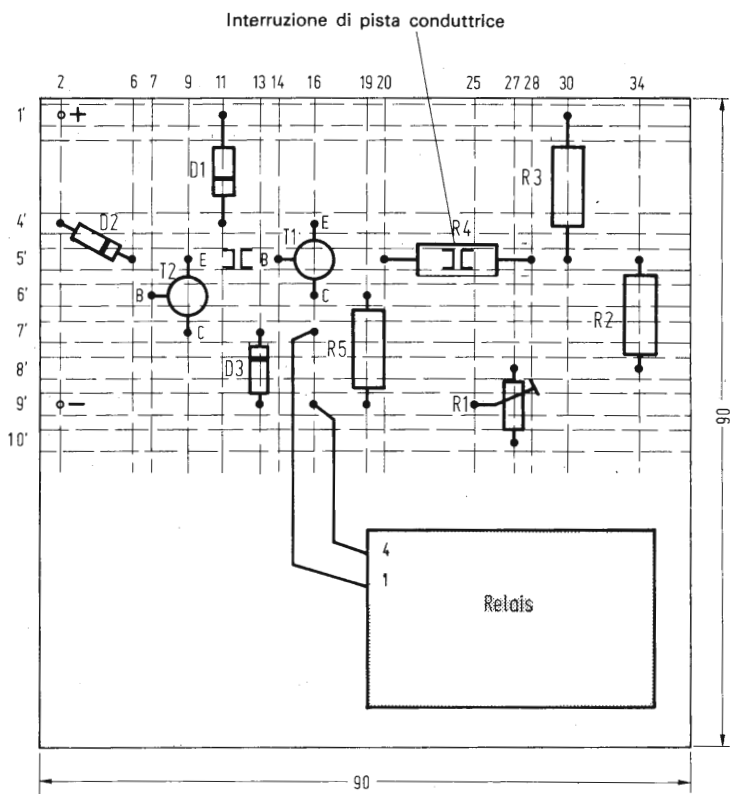 Interruzione di pista conduttrice
2 6 7 9 11 13 14 16 19 20 25 27 28 30 34
1'
+
D1
R3
4'
D2
E
R4
T1
5'
E
B
T2
6'
B
C
R2
7'
C
R5
8'
D3
9'
−
R1
10'
90
4
1
Relais
90